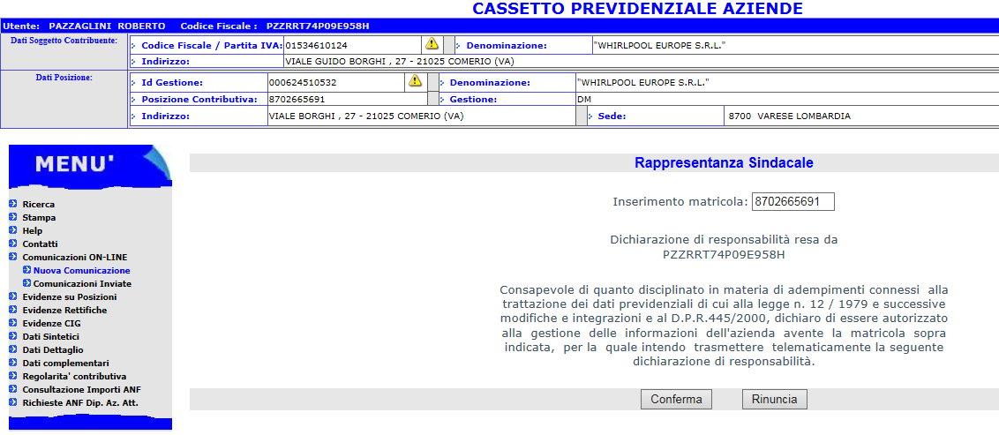 CASSETTO PREVIDENZIALE AZIENDE
Utente: PAZZAGLINI ROBERTO Codice Fiscale : PZZRRT74P09E958H
Dati Soggetto Contribuente: Codice Fiscale / Partita IVA: 01534610124 Denominazione: "WHIRLPOOL EUROPE S.R.L."
Indirizzo: VIALE GUIDO BORGHI , 27 - 21025 COMERIO (VA)
Dati Posizione: Id Gestione: 000624510532 Denominazione: "WHIRLPOOL EUROPE S.R.L."
Posizione Contributiva: 8702665691 Gestione: DM
Indirizzo: VIALE BORGHI , 27 - 21025 COMERIO (VA) Sede: 8700 VARESE LOMBARDIA
MENU'
Ricerca
Stampa
Help
Contatti
Comunicazioni ON-LINE
Nuova Comunicazione
Comunicazioni Inviate
Evidenze su Posizioni
Evidenze Rettifiche
Evidenze CIG
Dati Sintetici
Dati Dettaglio
Dati complementari
Regolarita' contributiva
Consultazione Importi ANF
Richieste ANF Dip. Az. Att.
Rappresentanza Sindacale
Inserimento matricola: 8702665691
Dichiarazione di responsabilità resa da
PZZRRT74P09E958H
Consapevole di quanto disciplinato in materia di adempimenti connessi alla
trattazione dei dati previdenziali di cui alla legge n. 12 / 1979 e successive
modifiche e integrazioni e al D.P.R.445/2000, dichiaro di essere autorizzato
alla gestione delle informazioni dell'azienda avente la matricola sopra
indicata, per la quale intendo trasmettere telematicamente la seguente
dichiarazione di responsabilità.
Conferma Rinuncia